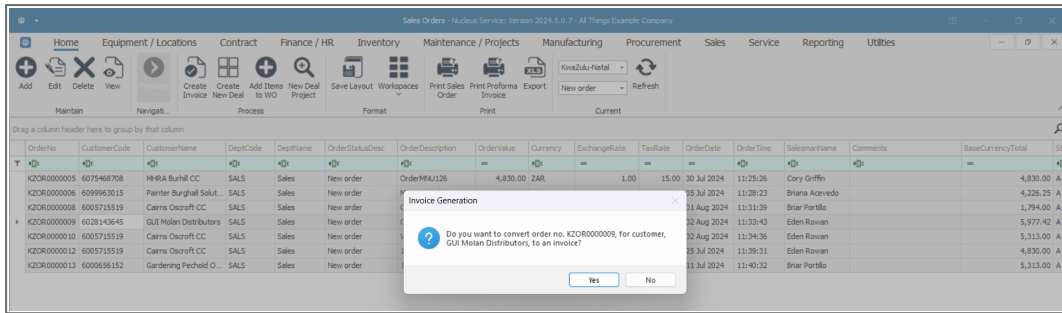 Sales Orders - Nucleus Service: Version 2024.5.0.7 - All Things Example Company
Home Equipment / Locations Contract Finance / HR Inventory Maintenance / Projects Manufacturing Procurement Sales Service Reporting Utilities
Add Edit Delete View Forward Create Invoice Create New Deal Add Items to WO New Deal Project Save Layout Workspaces Print Sales Order Print Proforma Invoice Export KwaZulu-Natal New order Refresh
Maintain Navigati... Process Format Print Current
Drag a column header here to group by that column
OrderNo CustomerCode CustomerName DeptCode DeptName OrderStatusDesc OrderDescription OrderValue Currency ExchangeRate TaxRate OrderDate OrderTime SalesmanName Comments BaseCurrencyTotal St
KZOR0000005 6075468708 MHRA Burhill CC SALS Sales New order OrderMNU126 4,830.00 ZAR 1.00 15.00 30 Jul 2024 11:25:26 Cory Griffin 4,830.00 A
KZOR0000006 6099963015 Painter Burghall Solut... SALS Sales New order 05 Jul 2024 11:28:23 Briana Acevedo 4,226.25 A
KZOR0000008 6005715519 Cairns Oscroft CC SALS Sales New order 01 Aug 2024 11:31:39 Briar Portillo 1,794.00 A
KZOR0000009 6028143645 GUI Molan Distributors SALS Sales New order 02 Aug 2024 11:33:43 Eden Rowan 5,977.42 A
KZOR0000010 6005715519 Cairns Oscroft CC SALS Sales New order 02 Aug 2024 11:34:36 Eden Rowan 5,313.00 A
KZOR0000012 6005715519 Cairns Oscroft CC SALS Sales New order 25 Jul 2024 11:39:31 Eden Rowan 4,830.00 A
KZOR0000013 6000656152 Gardening Pechold O... SALS Sales New order 11 Jul 2024 11:40:32 Briar Portillo 5,313.00 A
Invoice Generation
Do you want to convert order no. KZOR0000009, for customer,
GUI Molan Distributors, to an invoice?
Yes No